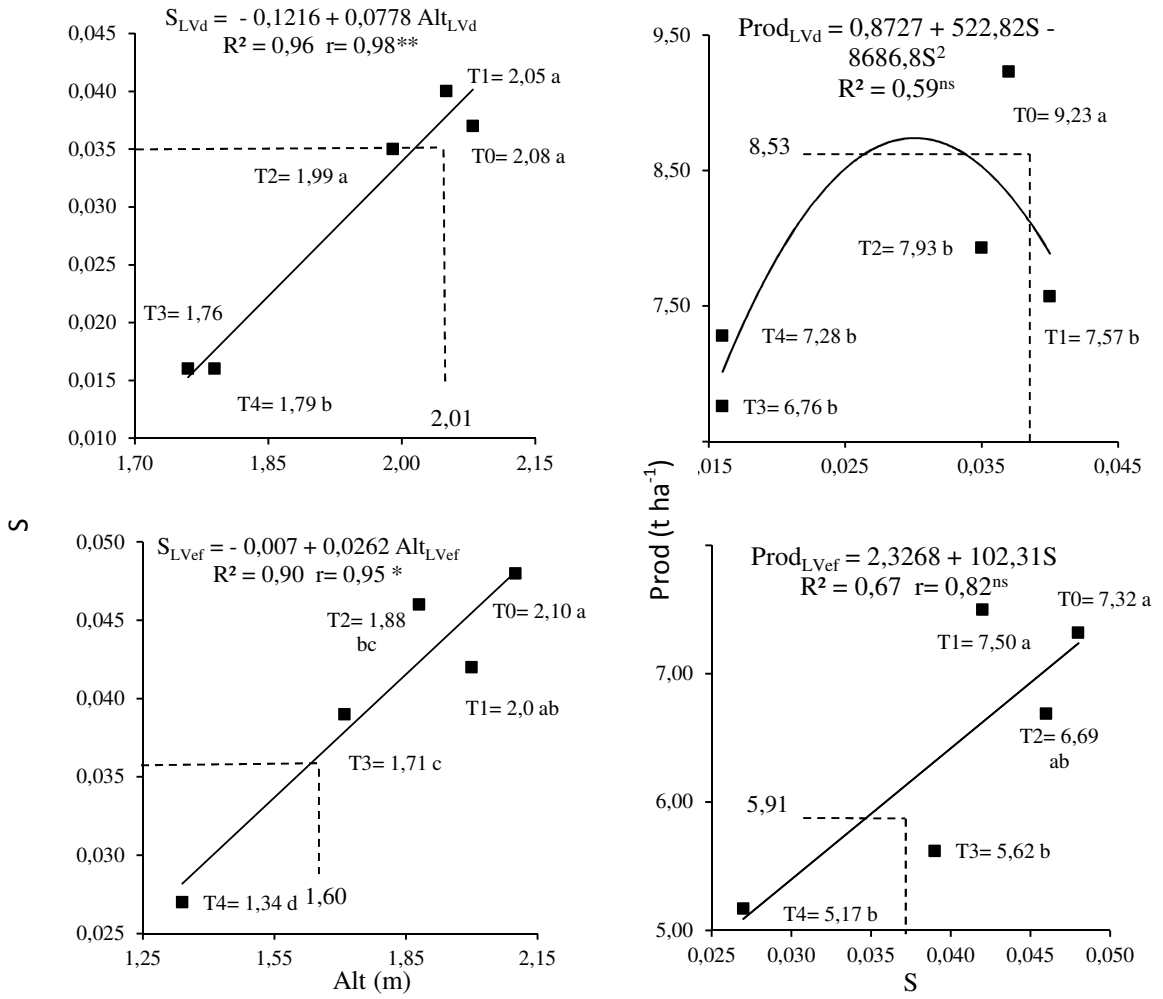 S_LVd = - 0,1216 + 0,0778 Alt_LVd
R² = 0,96 r= 0,98**
0,045
0,040
0,035
0,030
0,025
0,020
0,015
0,010
T1= 2,05 a
T0= 2,08 a
T2= 1,99 a
T3= 1,76
T4= 1,79 b
2,01
1,70
1,85
2,00
2,15
Prod_LVd = 0,8727 + 522,82S -
8686,8S²
R² = 0,59ⁿˢ
9,50
8,50
7,50
8,53
T0= 9,23 a
T2= 7,93 b
T4= 7,28 b
T1= 7,57 b
T3= 6,76 b
,015
0,025
0,035
0,045
S
Prod (t ha⁻¹)
S_LVef = - 0,007 + 0,0262 Alt_LVef
R² = 0,90 r= 0,95 *
0,050
0,045
0,040
0,035
0,030
0,025
T2= 1,88
bc
T0= 2,10 a
T1= 2,0 ab
T3= 1,71 c
T4= 1,34 d
1,60
1,25
1,55
1,85
2,15
Alt (m)
Prod_LVef = 2,3268 + 102,31S
R² = 0,67 r= 0,82ⁿˢ
7,00
6,00
5,00
T0= 7,32 a
T1= 7,50 a
T2= 6,69
ab
5,91
T3= 5,62 b
T4= 5,17 b
0,025
0,030
0,035
0,040
0,045
0,050
S